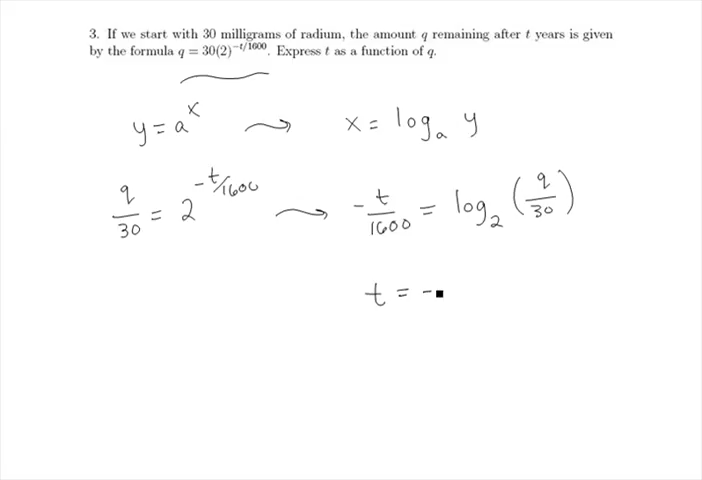 3. If we start with 30 milligrams of radium, the amount q remaining after t years is given
by the formula q = 30(2)^{-t/1600}. Express t as a function of q.
y = a^x → x = log_a y
q/30 = 2^{-t/1600} → -t/1600 = log_2 (q/30)
t = -